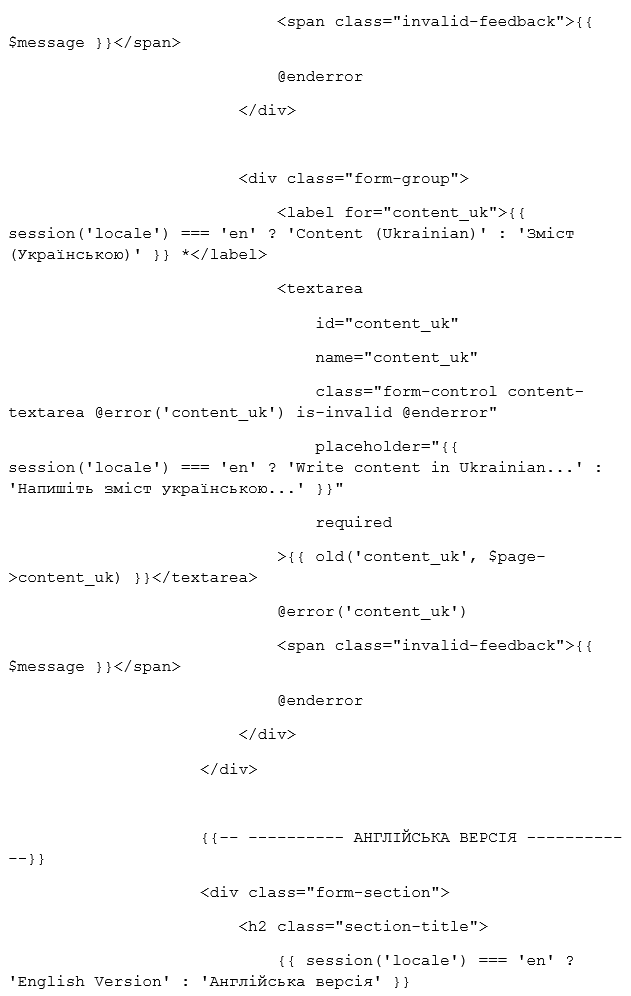 <span class="invalid-feedback">{{
$message }}</span>
@enderror
</div>
<div class="form-group">
<label for="content_uk">{{
session('locale') === 'en' ? 'Content (Ukrainian)' : 'Зміст
(Українською)' }} *</label>
<textarea
id="content_uk"
name="content_uk"
class="form-control content-
textarea @error('content_uk') is-invalid @enderror"
placeholder="{{
session('locale') === 'en' ? 'Write content in Ukrainian...' :
'Напишіть зміст українською...' }}"
required
>{{ old('content_uk', $page-
>content_uk) }}</textarea>
@error('content_uk')
<span class="invalid-feedback">{{
$message }}</span>
@enderror
</div>
</div>
{{-- ---------- АНГЛІЙСЬКА ВЕРСІЯ ----------
--}}
<div class="form-section">
<h2 class="section-title">
{{ session('locale') === 'en' ?
'English Version' : 'Англійська версія' }}